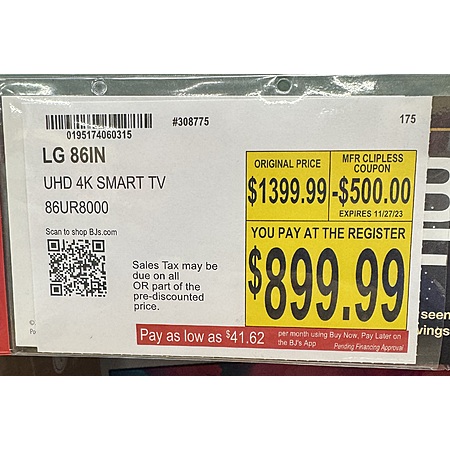 0195174060315
#308775
175
LG 86IN
UHD 4K SMART TV
86UR8000
Scan to shop BJs.com
Sales Tax may be
due on all
OR part of the
pre-discounted
price.
ORIGINAL PRICE
$1399.99
MFR CLIPLESS
COUPON
-$500.00
EXPIRES 11/27/23
YOU PAY AT THE REGISTER
$899.99
Pay as low as $41.62
per month using Buy Now, Pay Later on
the BJ's App
Pending Financing Approval
seen
vings